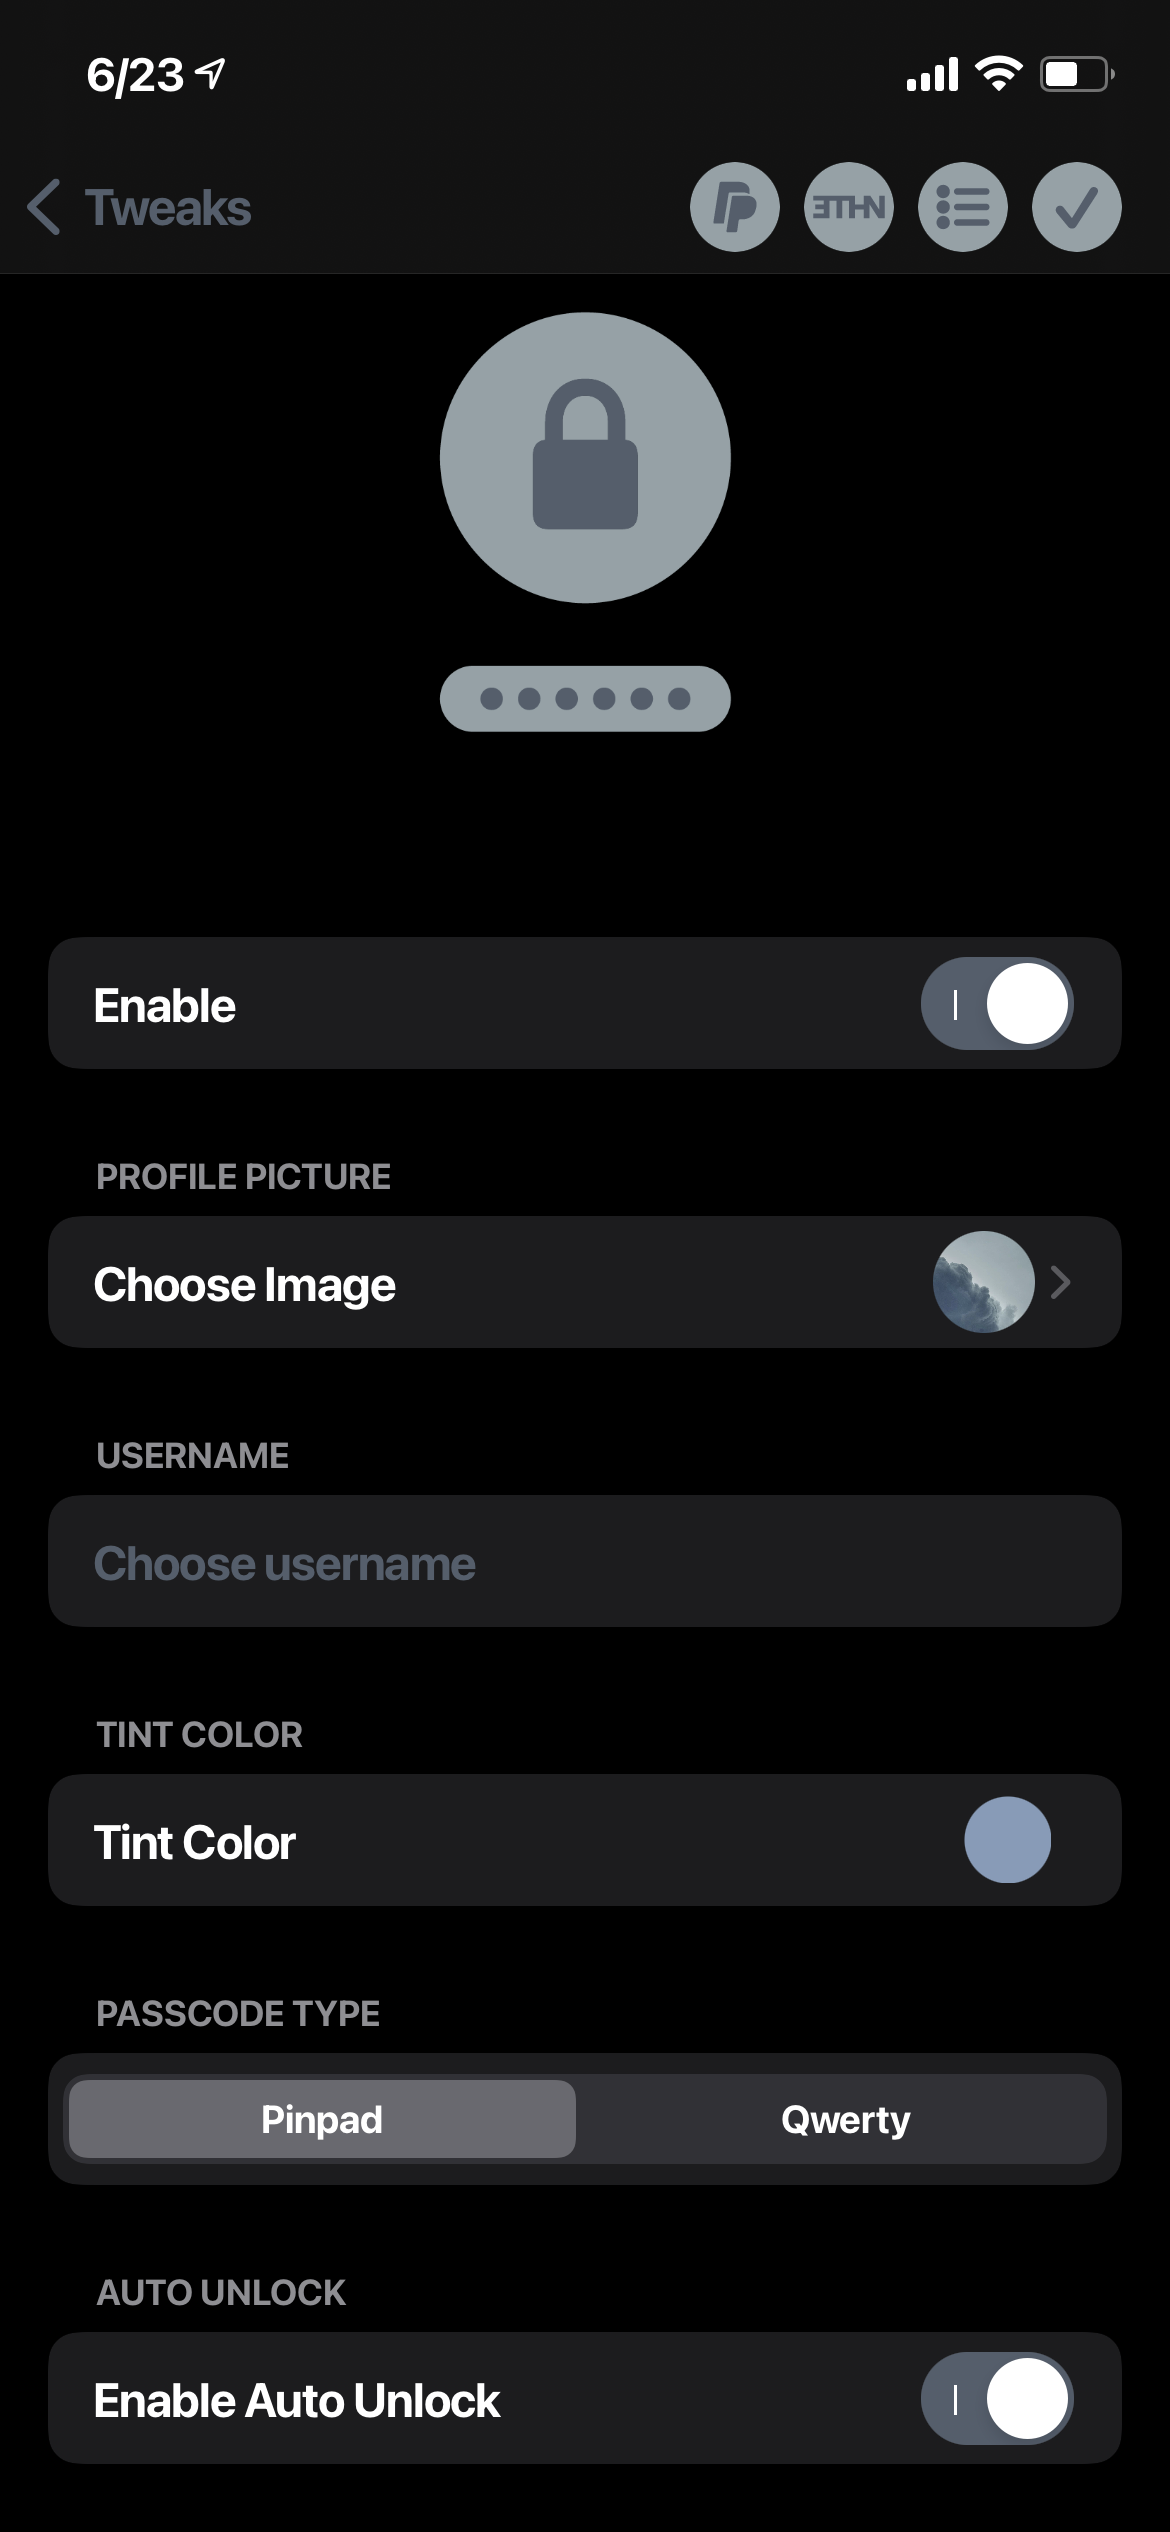 6/23
Tweaks
Enable
PROFILE PICTURE
Choose Image
USERNAME
Choose username
TINT COLOR
Tint Color
PASSCODE TYPE
Pinpad Qwerty
AUTO UNLOCK
Enable Auto Unlock